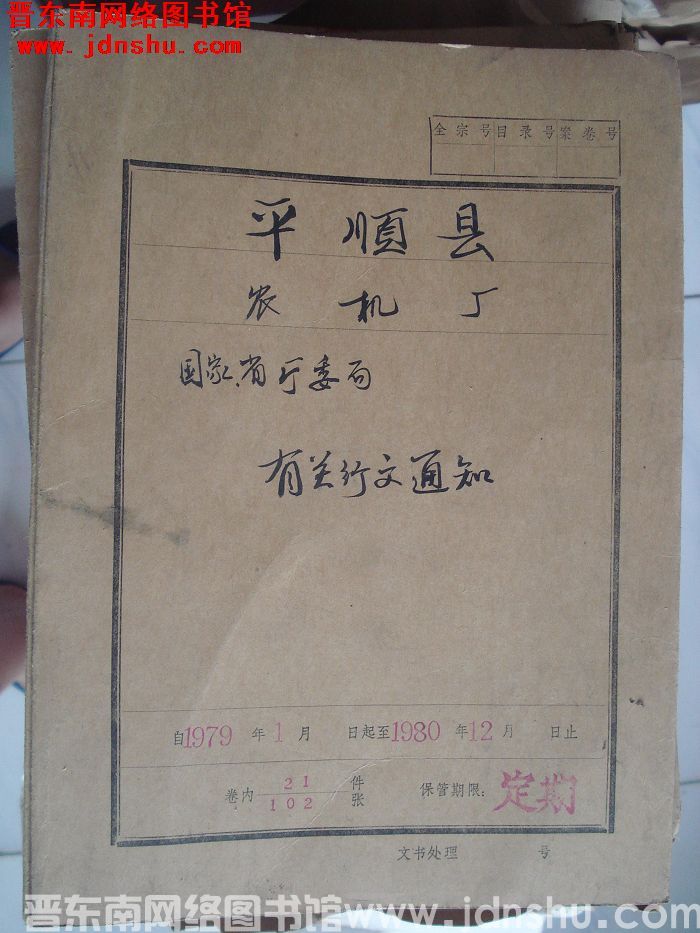 晋东南网络图书馆
www.jdnshu.com
全宗号 目录号 案卷号
平顺县
农机厂
国家、省厅委局
有关行文通知
自1979年1月 日起至1980年12月 日止
卷内 21 件 保管期限: 定期
102 张
文书处理 号
晋东南网络图书馆www.jdnshu.com